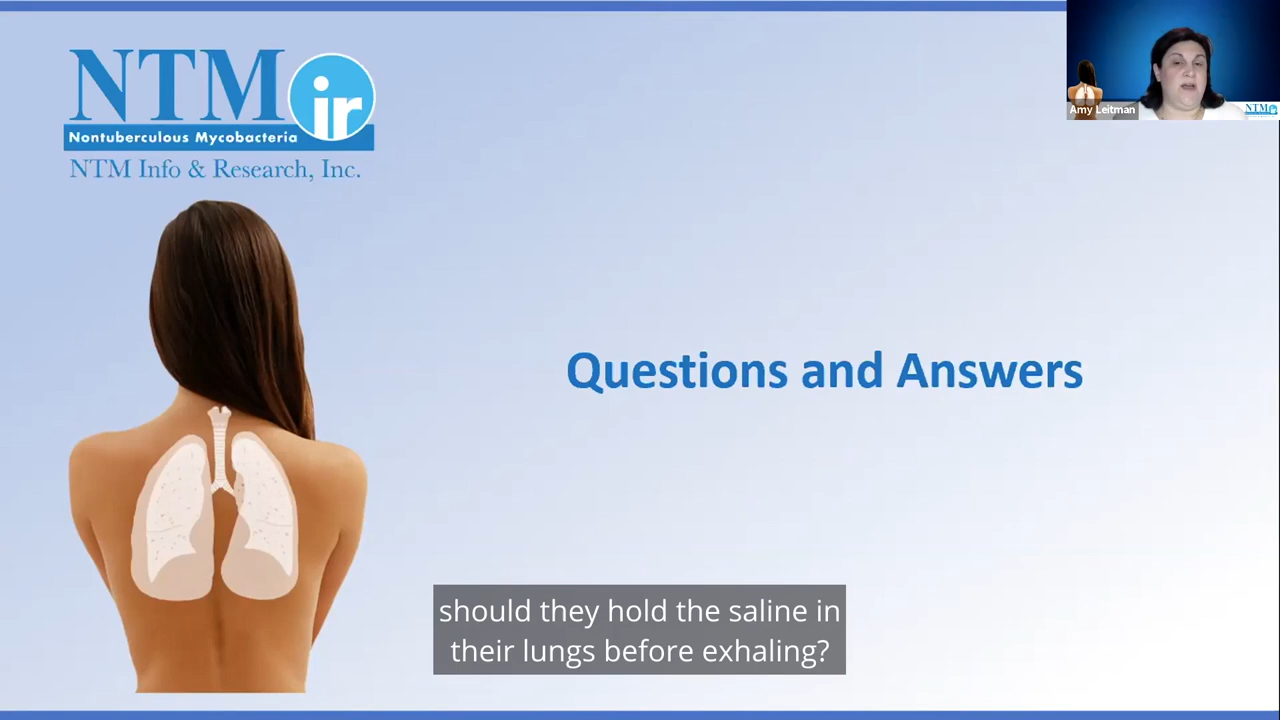 NTM
ir
Nontuberculous Mycobacteria
NTM Info & Research, Inc.
Amy Leitman
NTM
Questions and Answers
should they hold the saline in
their lungs before exhaling?